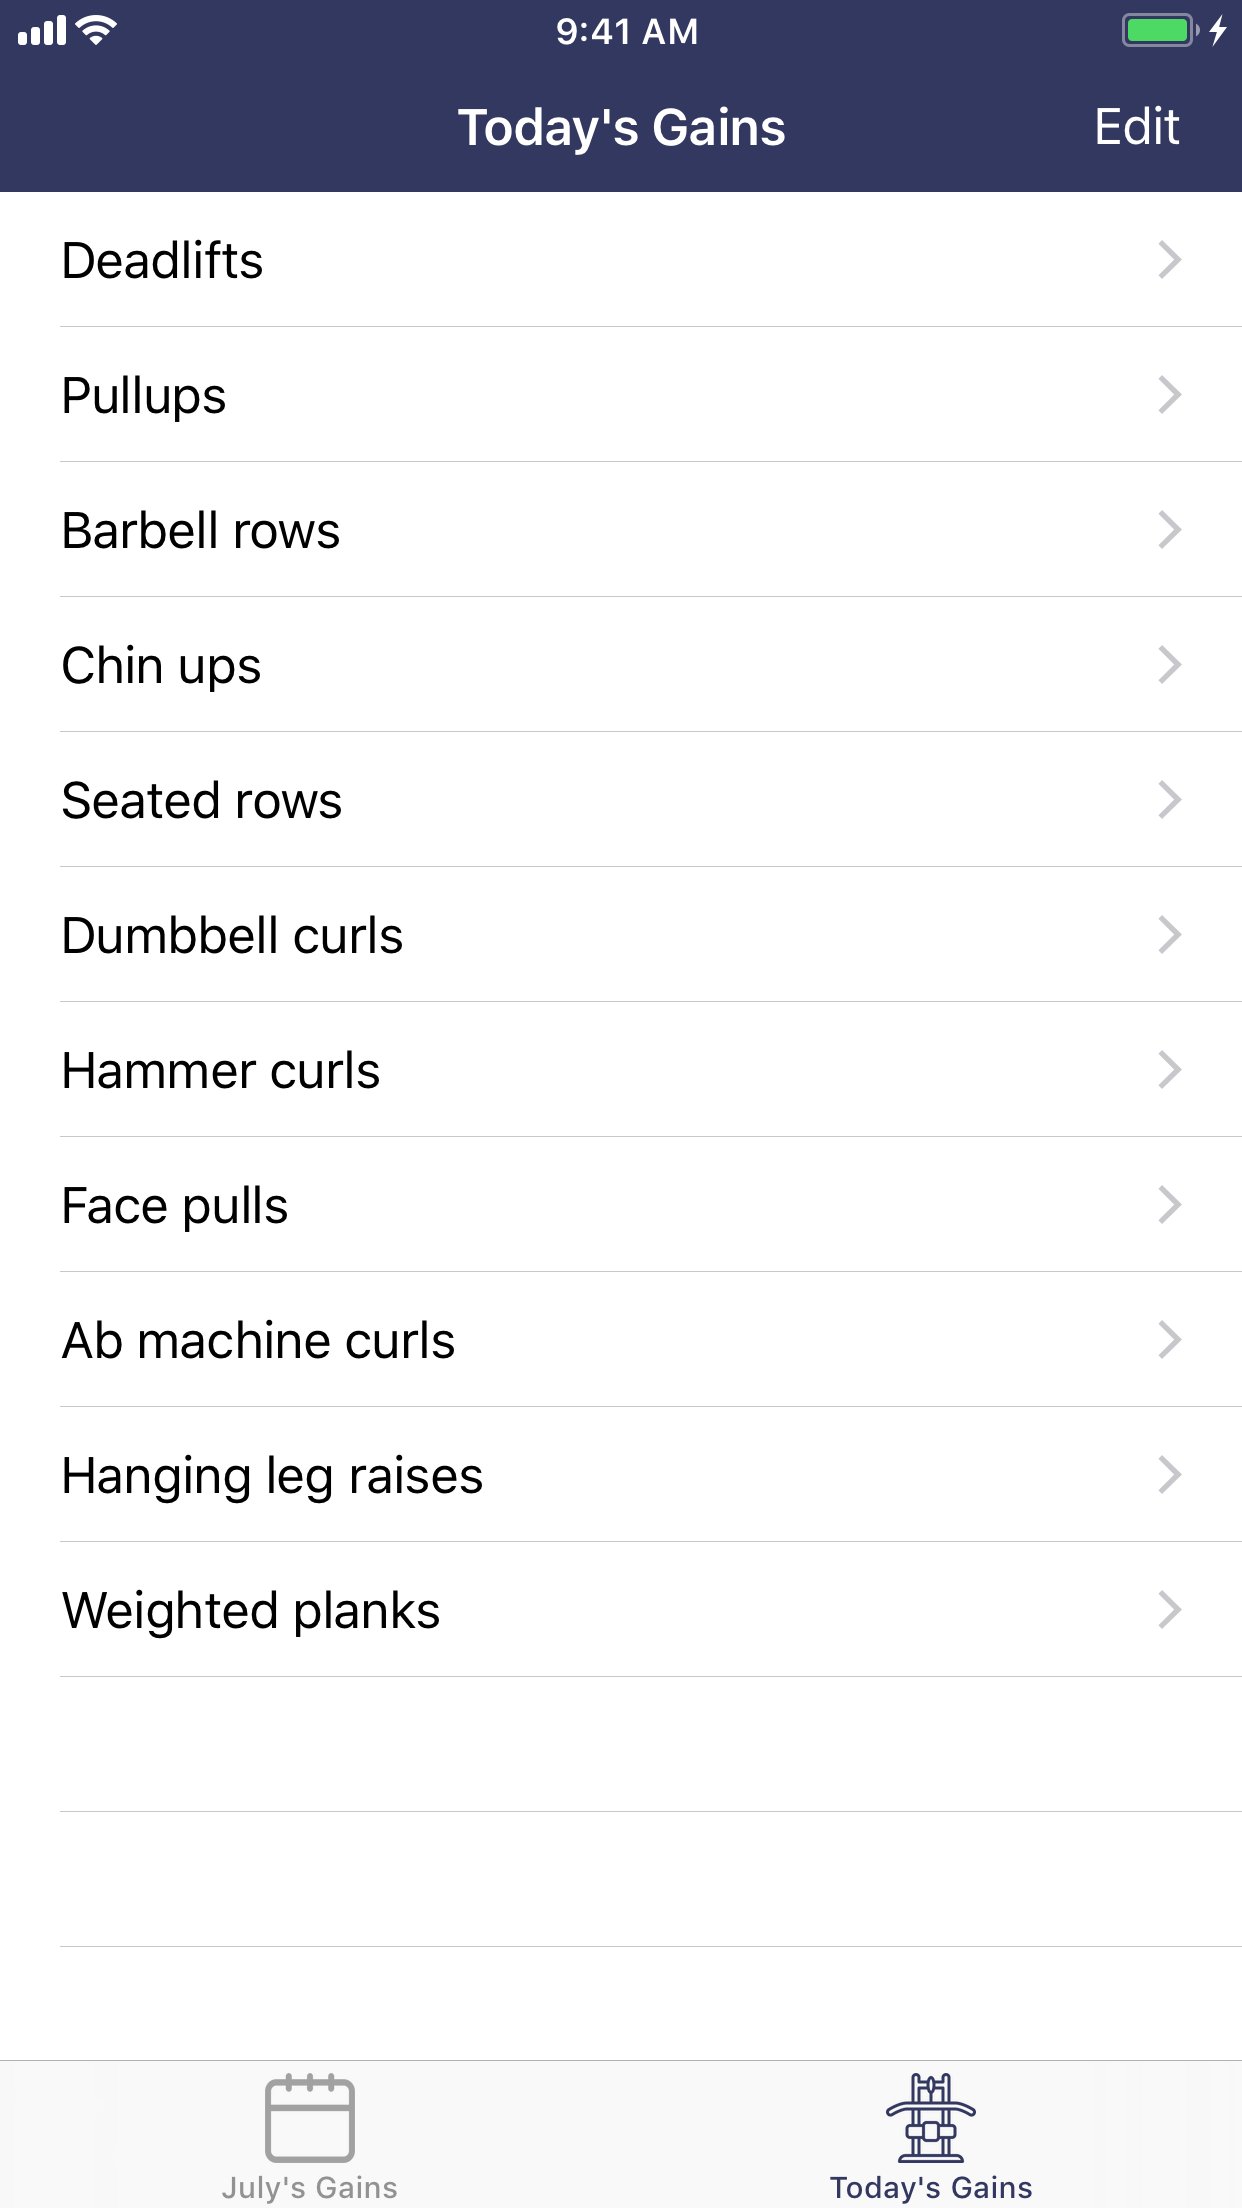 9:41 AM
Today's Gains
Edit
Deadlifts
Pullups
Barbell rows
Chin ups
Seated rows
Dumbbell curls
Hammer curls
Face pulls
Ab machine curls
Hanging leg raises
Weighted planks
July's Gains
Today's Gains